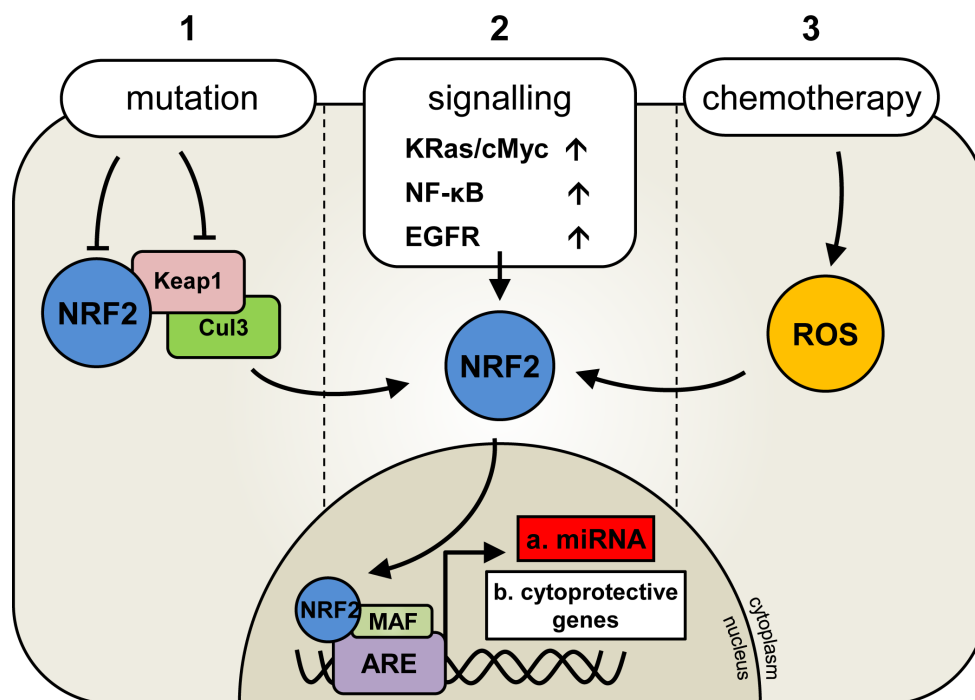 1
2
3
mutation
signalling
chemotherapy
KRas/cMyc ↑
NF-κB ↑
EGFR ↑
NRF2
Keap1
Cul3
NRF2
ROS
a. miRNA
b. cytoprotective
genes
NRF2
MAF
ARE
cytoplasm
nucleus